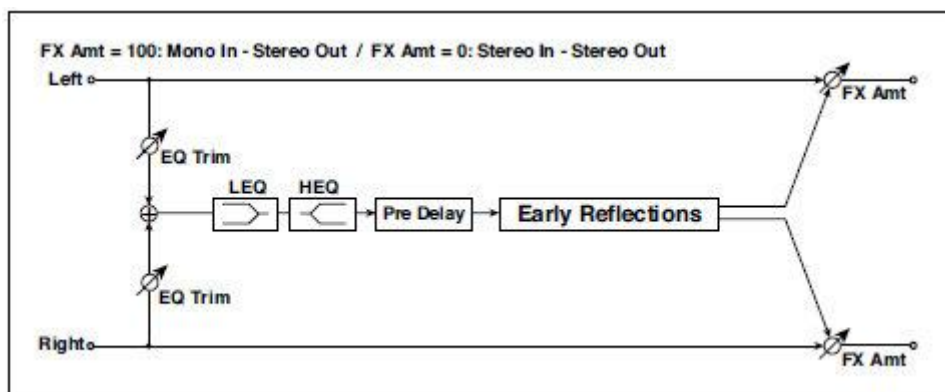 FX Amt = 100: Mono In - Stereo Out / FX Amt = 0: Stereo In - Stereo Out
Left
FX Amt
EQ Trim
LEQ
HEQ
Pre Delay
Early Reflections
EQ Trim
Right
FX Amt